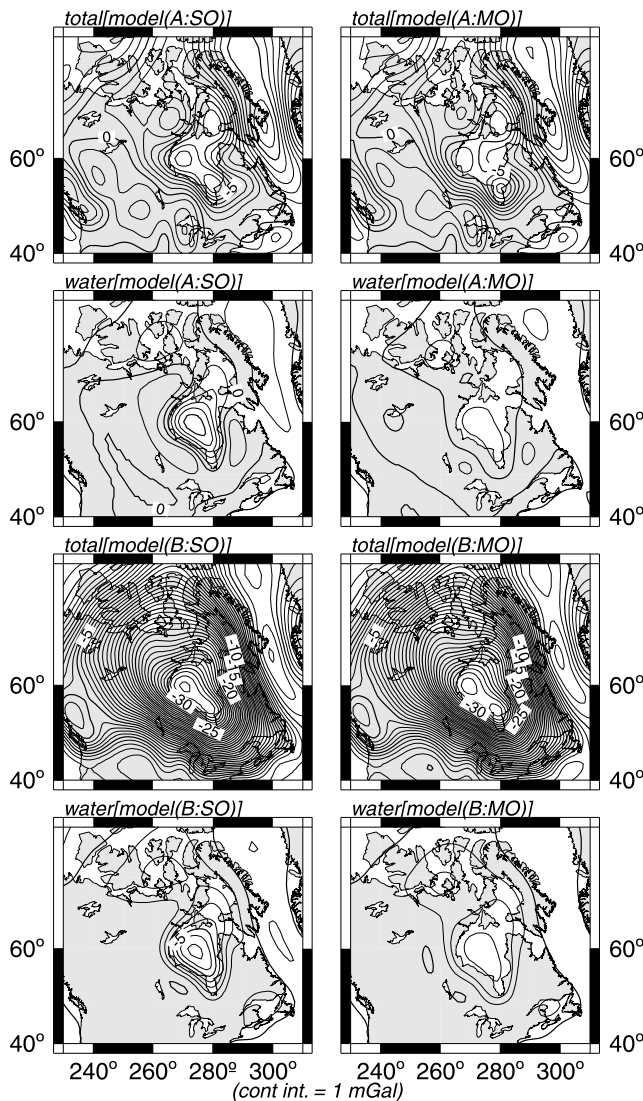 total[model(A:SO)] total[model(A:MO)]
0 0
60° 60°
-5 -5
40° 40°
water[model(A:SO)] water[model(A:MO)]
0
60° 60°
0
40° 40°
total[model(B:SO)] total[model(B:MO)]
-5 -5
-10 -10
-15 -15
60° -20 -20 60°
-30 -30
-25 -25
40° 40°
water[model(B:SO)] water[model(B:MO)]
-5
60° 60°
40° 40°
240° 260° 280° 300° 240° 260° 280° 300°
(cont int. = 1 mGal)